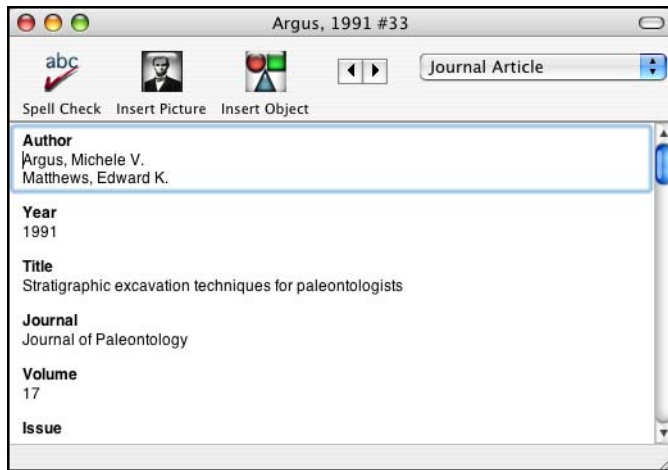 Argus, 1991 #33
abc
Journal Article
Spell Check Insert Picture Insert Object
Author
Argus, Michele V.
Matthews, Edward K.
Year
1991
Title
Stratigraphic excavation techniques for paleontologists
Journal
Journal of Paleontology
Volume
17
Issue